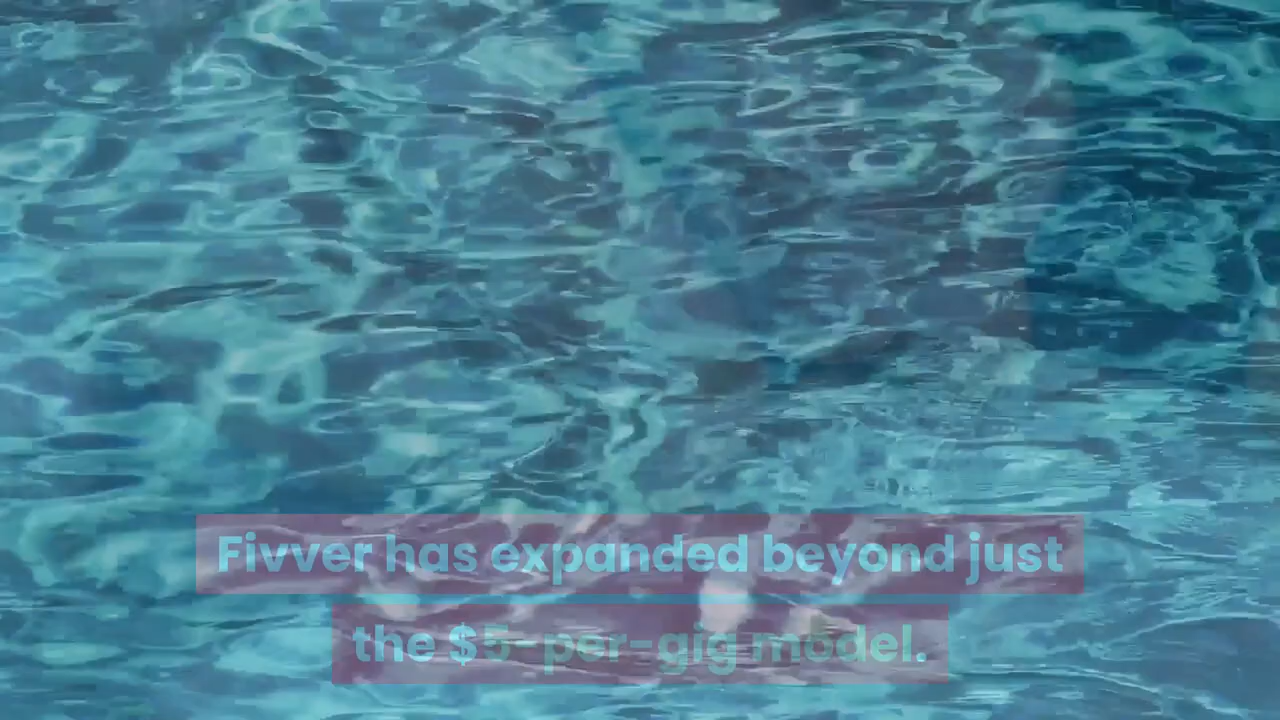 Fivver has expanded beyond just
the $5-per-gig model.